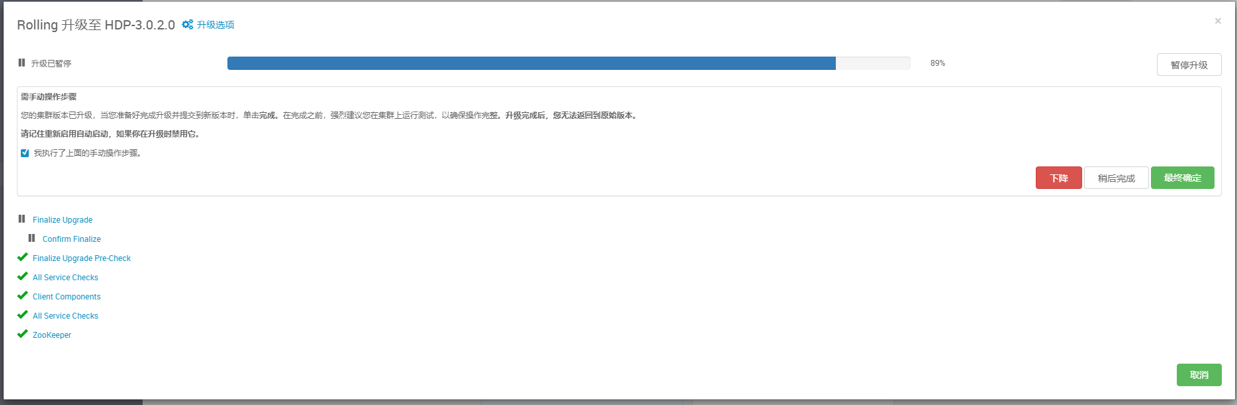 Rolling 升级至 HDP-3.0.2.0 升级选项
×
升级已暂停 89% 暂停升级
需手动操作步骤
您的集群版本已升级，当您准备好完成升级并提交到新版本时，单击完成。在完成之前，强烈建议您在集群上运行测试，以确保操作完整。升级完成后，您无法返回到原始版本。
请记住重新启用自动启动，如果你在升级时禁用它。
我执行了上面的手动操作步骤。
下降 稍后完成 最终确定
Finalize Upgrade
Confirm Finalize
Finalize Upgrade Pre-Check
All Service Checks
Client Components
All Service Checks
ZooKeeper
取消